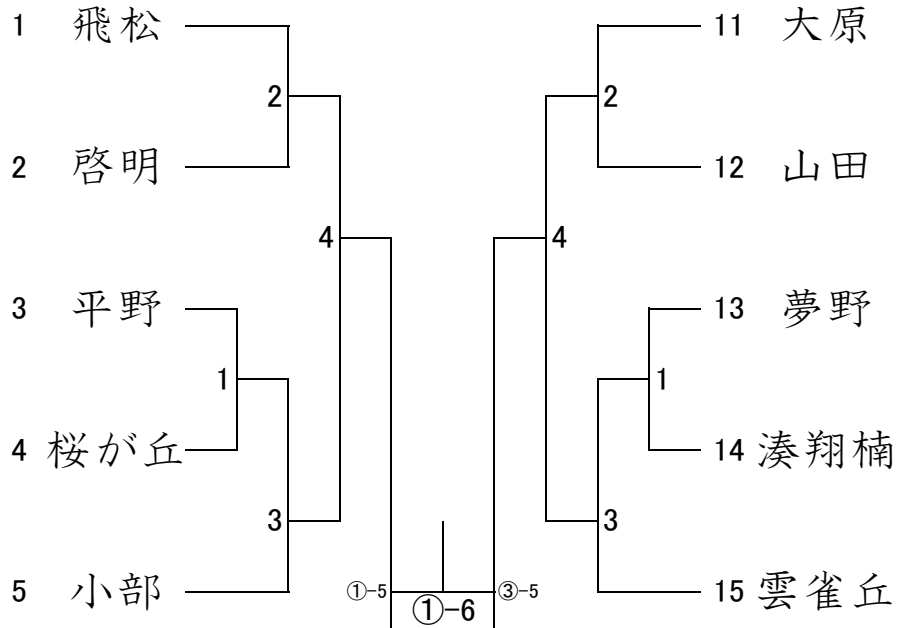 1 飛松
2
2 啓明
4
3 平野
1
4 桜が丘
3
5 小部
①-5
①-6
③-5
11 大原
2
12 山田
4
13 夢野
1
14 湊翔楠
3
15 雲雀丘